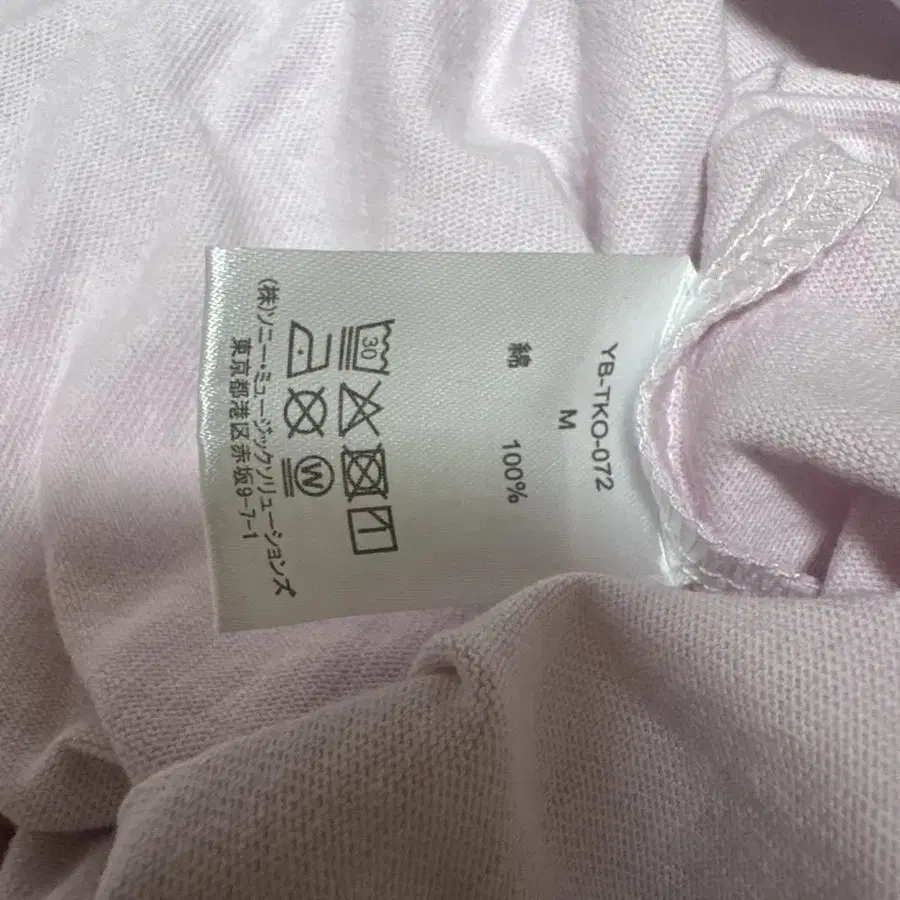 YB-TKO-072
M
綿 100%
30
W
(株)ソニー・ミュージックソリューションズ
東京都港区赤坂9-7-1